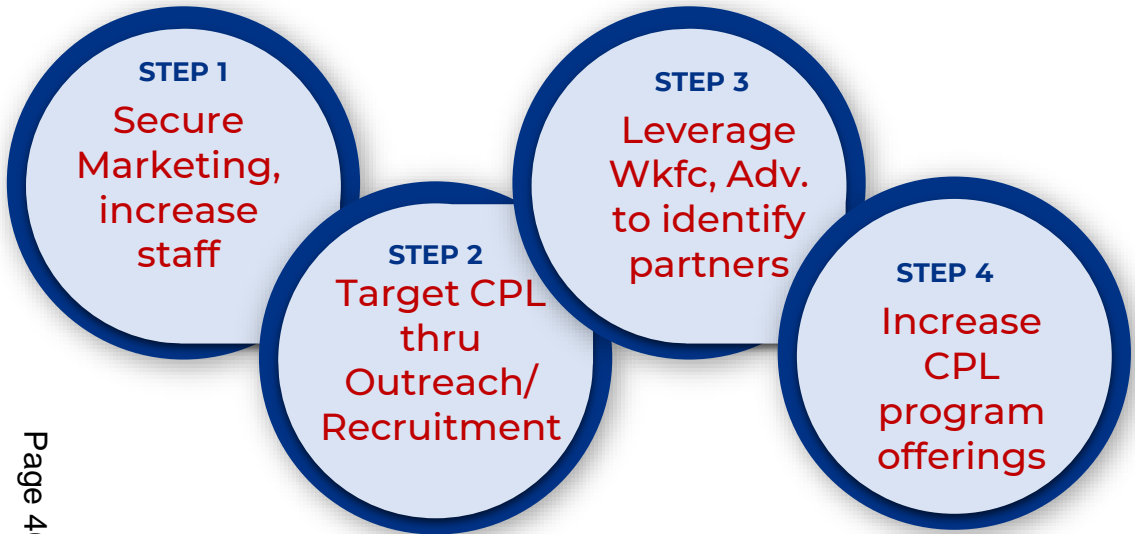 STEP 1
Secure
Marketing,
increase
staff
STEP 2
Target CPL
thru
Outreach/
Recruitment
STEP 3
Leverage
Wkfc, Adv.
to identify
partners
STEP 4
Increase
CPL
program
offerings
Page 4